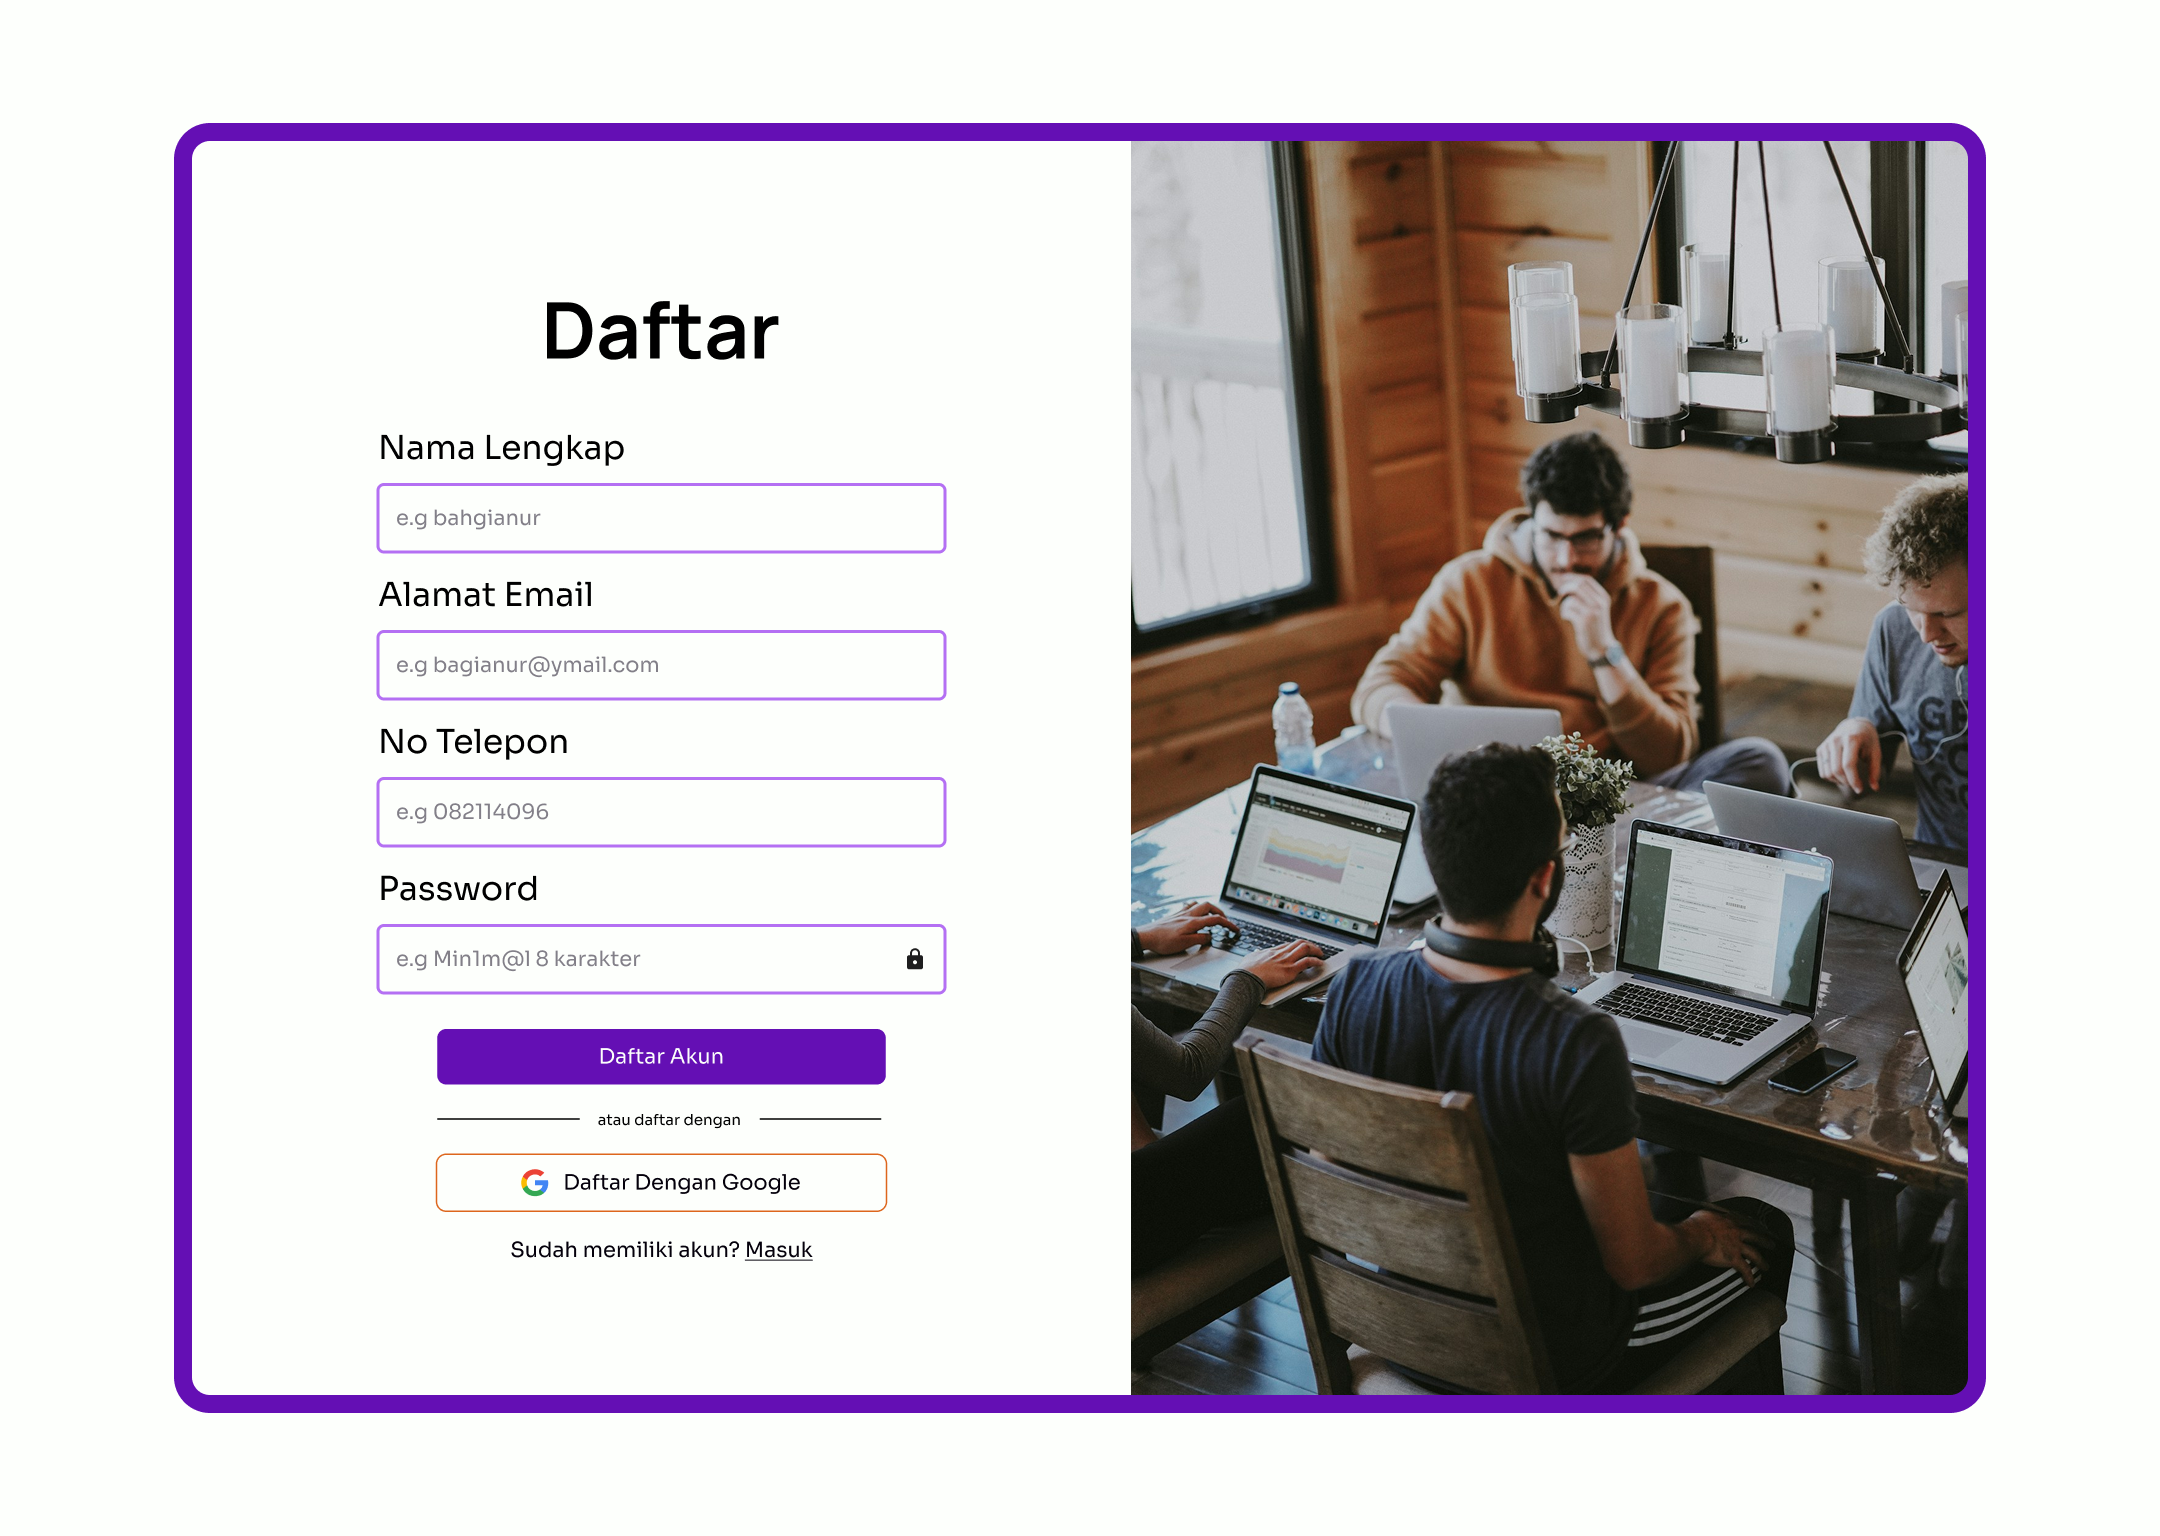 Daftar
Nama Lengkap
e.g bahgianur
Alamat Email
e.g bagianur@ymail.com
No Telepon
e.g 082114096
Password
e.g Min1m@l 8 karakter
Daftar Akun
atau daftar dengan
Daftar Dengan Google
Sudah memiliki akun? Masuk